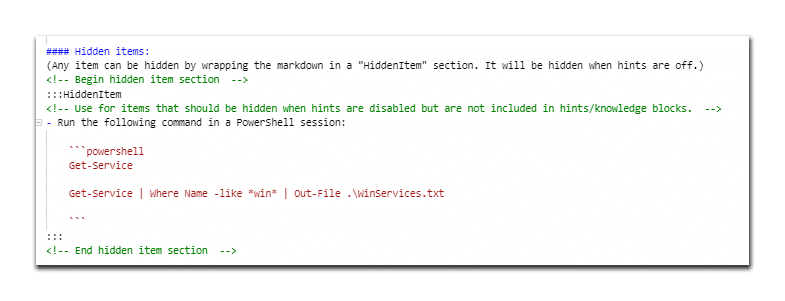 #### Hidden items:
(Any item can be hidden by wrapping the markdown in a "HiddenItem" section. It will be hidden when hints are off.)
<!-- Begin hidden item section  -->
:::HiddenItem
<!-- Use for items that should be hidden when hints are disabled but are not included in hints/knowledge blocks.  -->
- Run the following command in a PowerShell session:
```powershell
Get-Service
Get-Service | Where Name -like *win* | Out-File .\WinServices.txt
```
:::
<!-- End hidden item section  -->